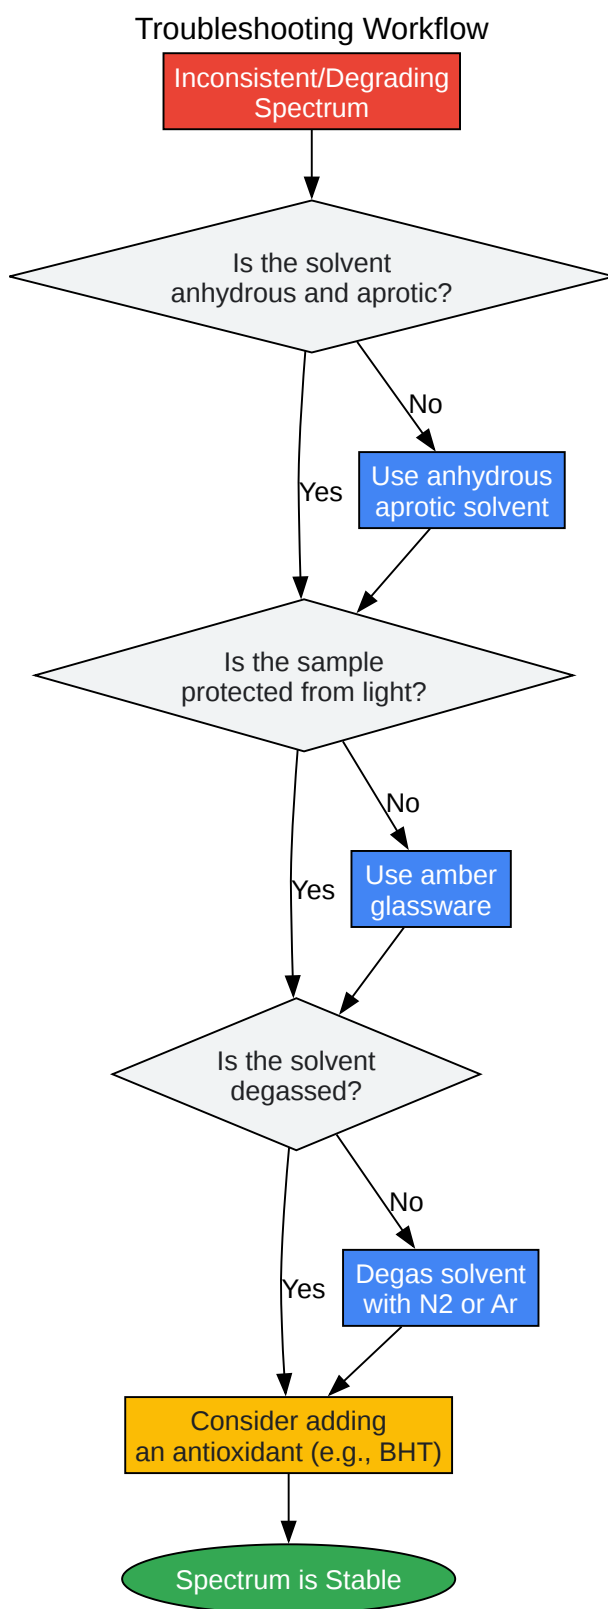 Troubleshooting Workflow
Inconsistent/Degrading
Spectrum
Is the solvent
anhydrous and aprotic?
No
Use anhydrous
aprotic solvent
Yes
Is the sample
protected from light?
No
Use amber
glassware
Yes
Is the solvent
degassed?
No
Degas solvent
with N2 or Ar
Yes
Consider adding
an antioxidant (e.g., BHT)
Spectrum is Stable